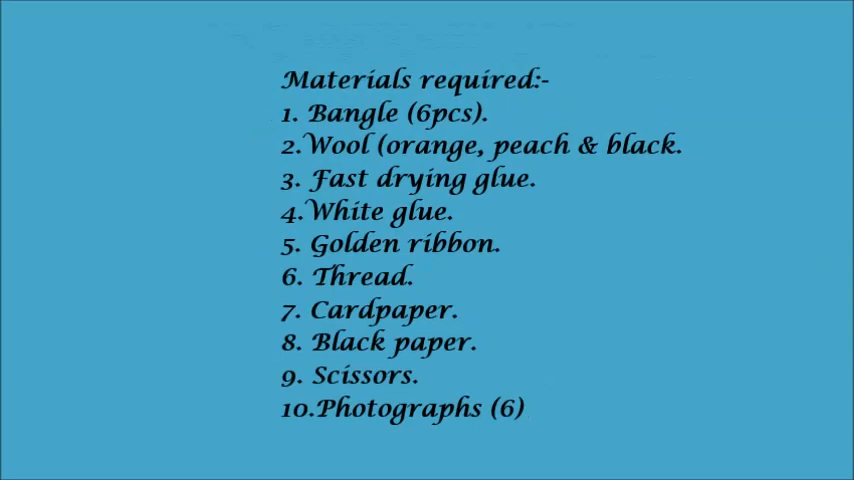 Materials required:-
1. Bangle (6pcs).
2.Wool (orange, peach & black.
3. Fast drying glue.
4.White glue.
5. Golden ribbon.
6. Thread.
7. Cardpaper.
8. Black paper.
9. Scissors.
10.Photographs (6)